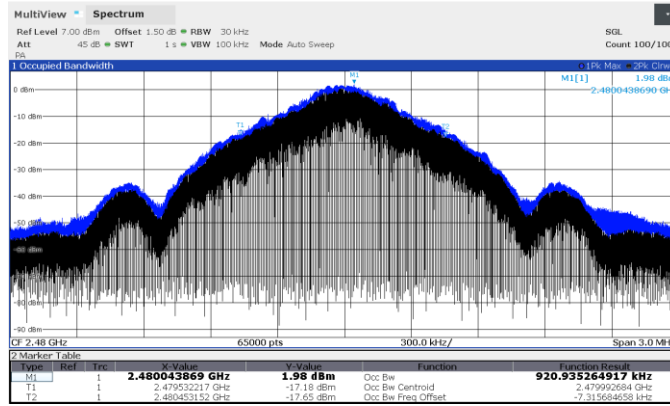 MultiView Spectrum
Ref Level 7.00 dBm Offset 1.50 dB RBW 30 kHz SGL
Att 45 dB SWT 1 s VBW 100 kHz Mode Auto Sweep Count 100/100
PA
1 Occupied Bandwidth 1Pk Max 2Pk Clrw
M1[1] 1.98 dB
2.4800438690 GH
M1
0 dBm
-10 dBm
T1 T2
-20 dBm
-30 dBm
-40 dBm
-50 dBm
-90 dBm
CF 2.48 GHz 65000 pts 300.0 kHz/ Span 3.0 MH
2 Marker Table
Type Ref Trc X-Value Y-Value Function Function Result
M1 1 2.480043869 GHz 1.98 dBm Occ Bw 920.935264917 kHz
T1 1 2.479532217 GHz -17.18 dBm Occ Bw Centroid 2.479992684 GHz
T2 1 2.480453152 GHz -17.65 dBm Occ Bw Freq Offset -7.315684658 kHz